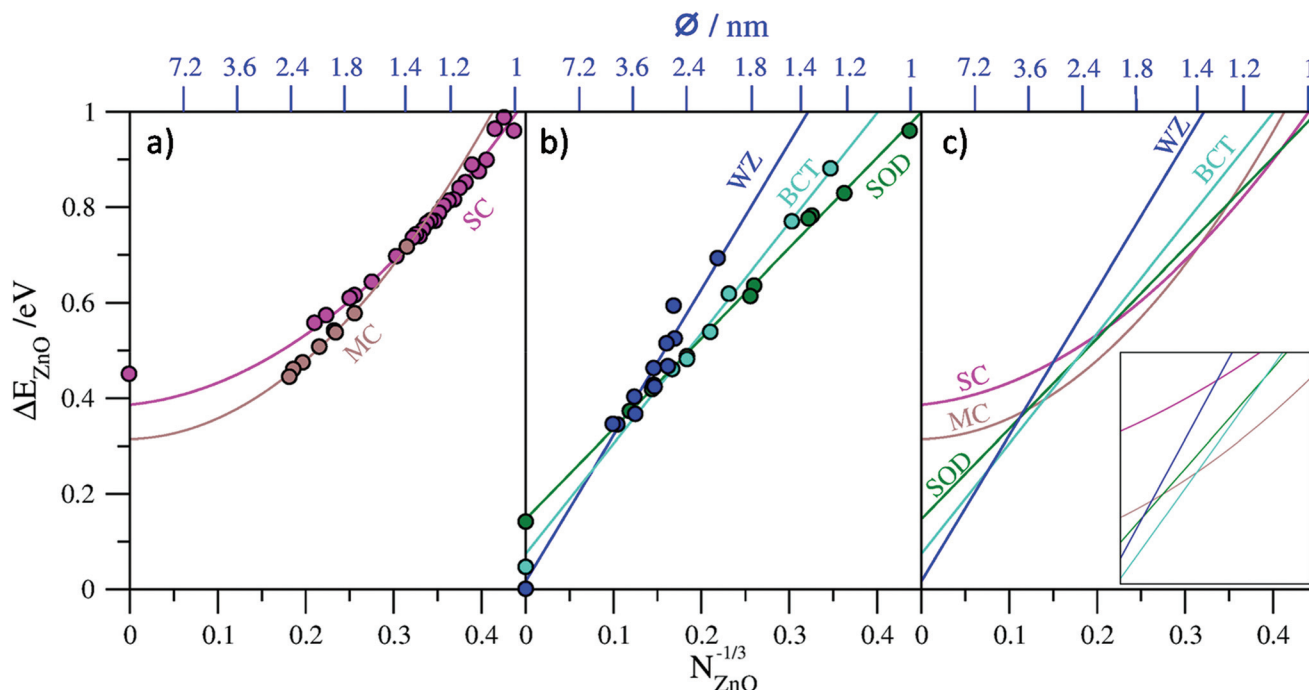 Ø / nm
7.2 3.6 2.4 1.8 1.4 1.2 1 7.2 3.6 2.4 1.8 1.4 1.2 1 7.2 3.6 2.4 1.8 1.4 1.2 1
1
a)
b)
c)
WZ
BCT
SOD
SC
MC
WZ
BCT
SC
MC
SOD
0.8
0.6
0.4
0.2
0
ΔE_ZnO /eV
0 0.1 0.2 0.3 0.4 0 0.1 0.2 0.3 0.4 0 0.1 0.2 0.3 0.4
N_ZnO^-1/3